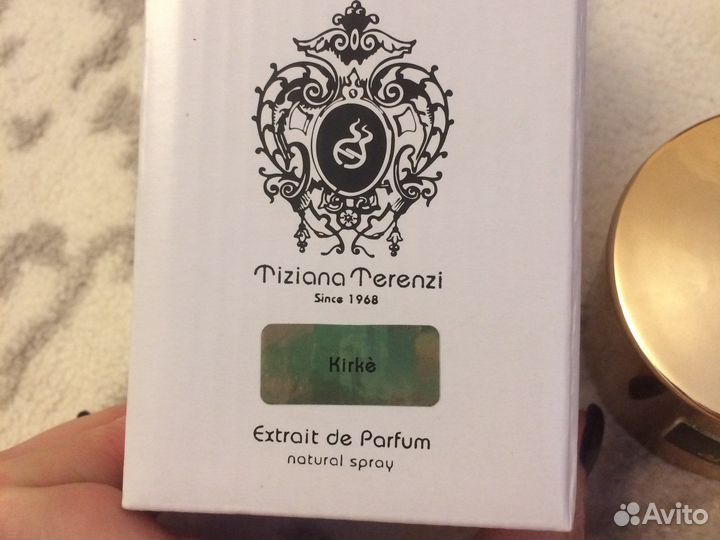 Tiziana Terenzi
Since 1968
Kirkè
Extrait de Parfum
natural spray
Avito